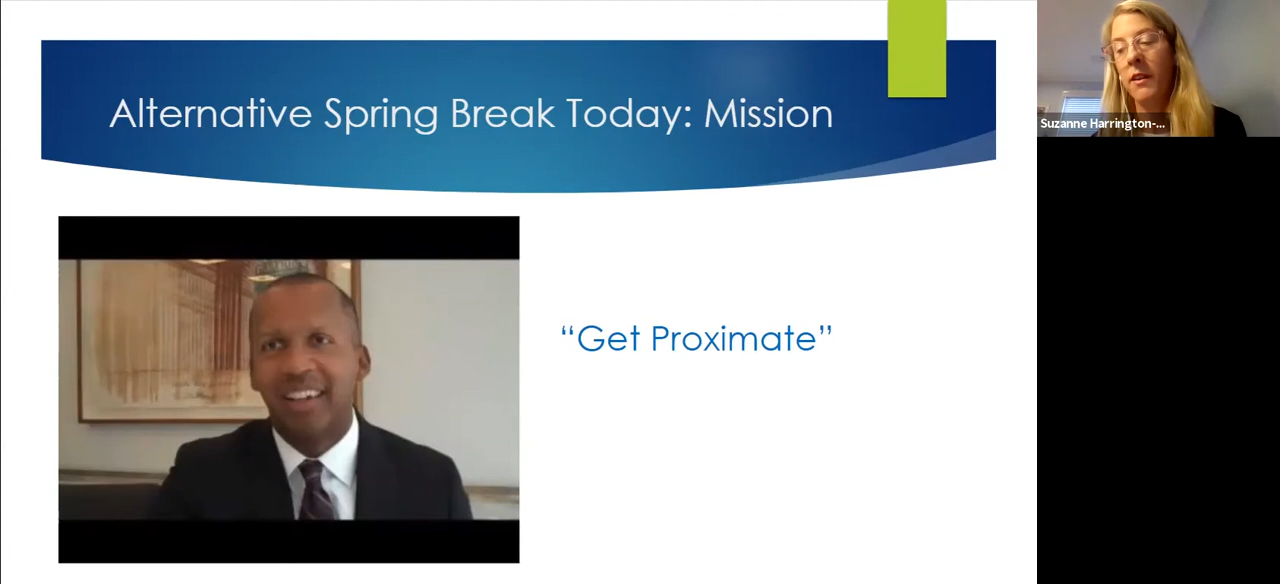 Alternative Spring Break Today: Mission
“Get Proximate”
Suzanne Harrington-...